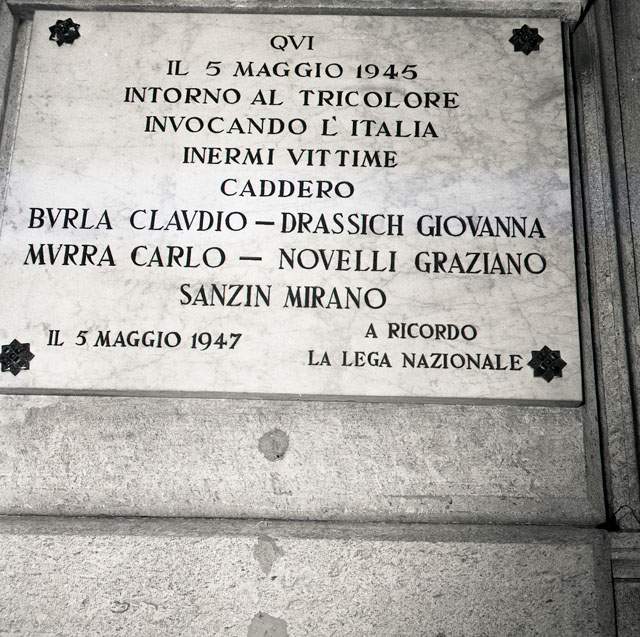 QVI
IL 5 MAGGIO 1945
INTORNO AL TRICOLORE
INVOCANDO L'ITALIA
INERMI VITTIME
CADDERO
BVRLA CLAVDIO – DRASSICH GIOVANNA
MVRRA CARLO – NOVELLI GRAZIANO
SANZIN MIRANO
IL 5 MAGGIO 1947
A RICORDO
LA LEGA NAZIONALE